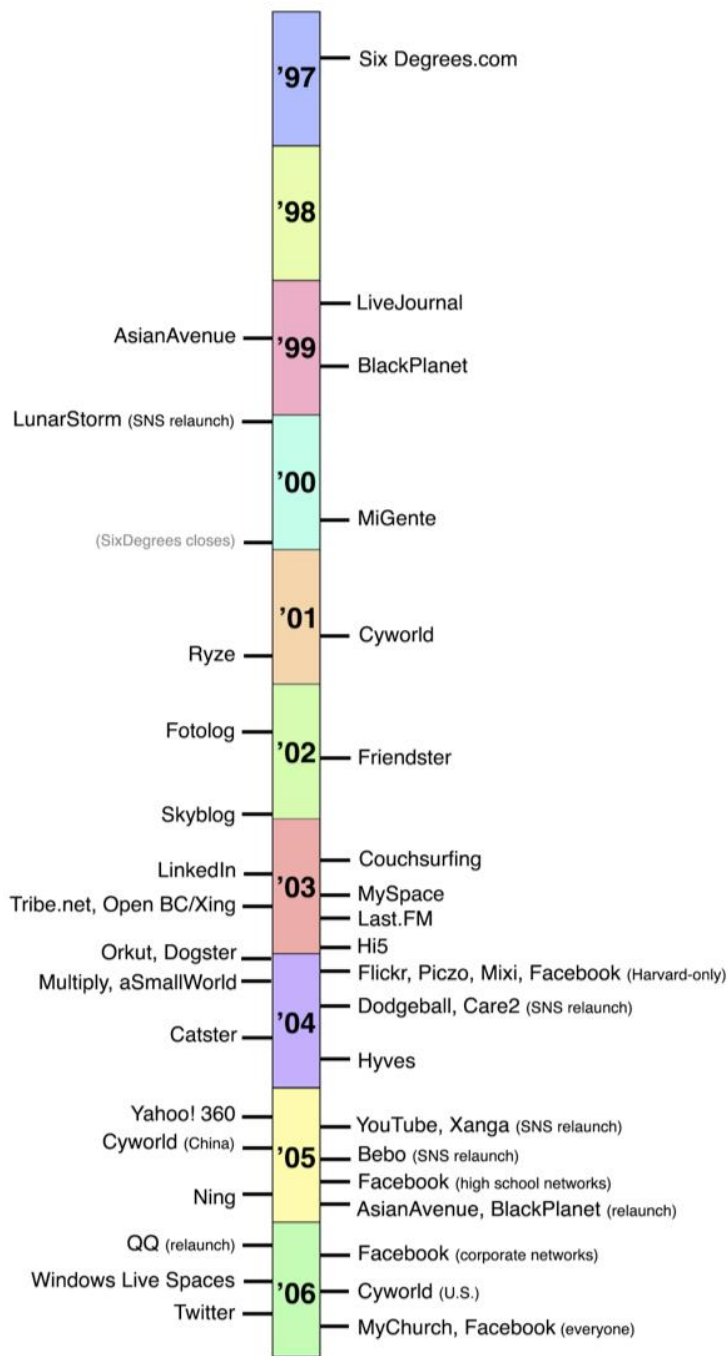 ’97
Six Degrees.com
’98
LiveJournal
AsianAvenue
’99
BlackPlanet
LunarStorm (SNS relaunch)
’00
MiGente
(SixDegrees closes)
’01
Cyworld
Ryze
Fotolog
’02
Friendster
Skyblog
Couchsurfing
LinkedIn
’03
MySpace
Tribe.net, Open BC/Xing
Last.FM
Hi5
Orkut, Dogster
Flickr, Piczo, Mixi, Facebook (Harvard-only)
Multiply, aSmallWorld
Dodgeball, Care2 (SNS relaunch)
’04
Catster
Hyves
Yahoo! 360
YouTube, Xanga (SNS relaunch)
Cyworld (China)
’05
Bebo (SNS relaunch)
Facebook (high school networks)
Ning
AsianAvenue, BlackPlanet (relaunch)
QQ (relaunch)
Facebook (corporate networks)
Windows Live Spaces
’06
Cyworld (U.S.)
Twitter
MyChurch, Facebook (everyone)